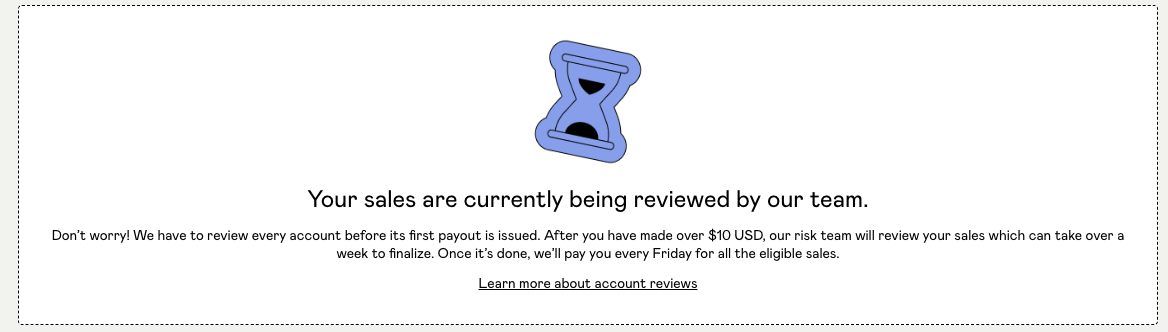 Your sales are currently being reviewed by our team.
Don’t worry! We have to review every account before its first payout is issued. After you have made over $10 USD, our risk team will review your sales which can take over a
week to finalize. Once it’s done, we’ll pay you every Friday for all the eligible sales.
Learn more about account reviews